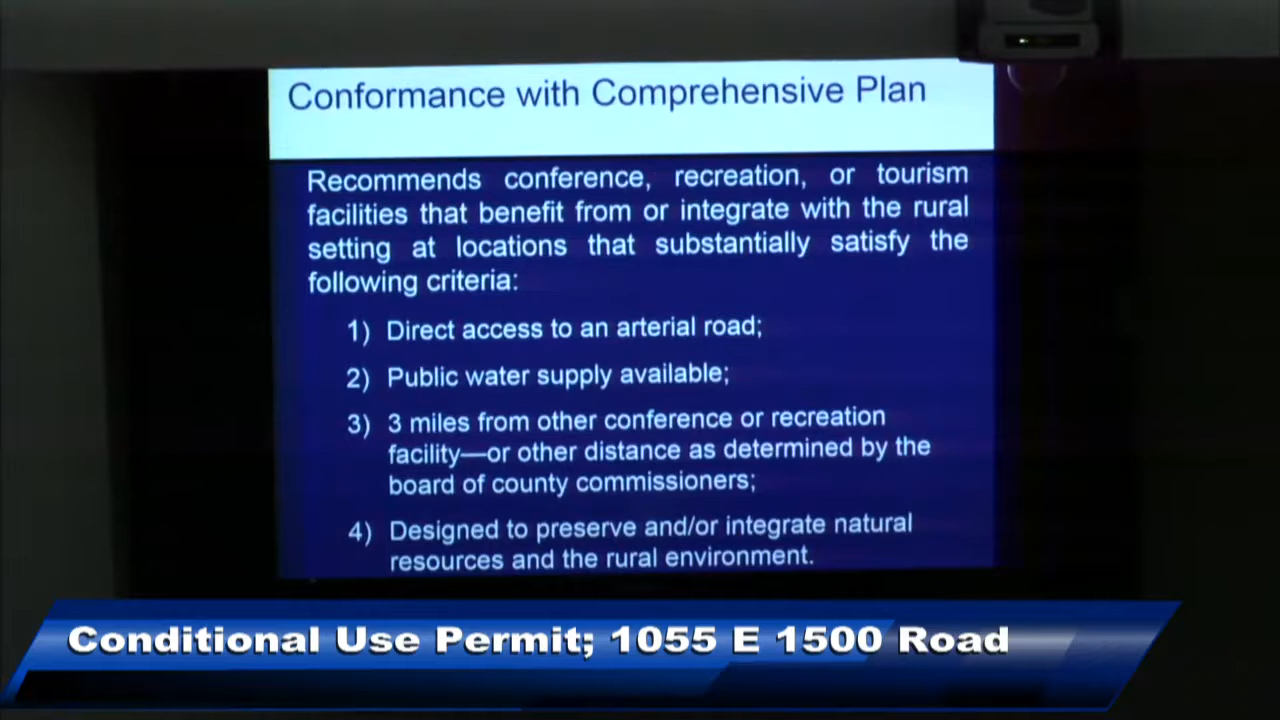 Conformance with Comprehensive Plan
Recommends conference, recreation, or tourism
facilities that benefit from or integrate with the rural
setting at locations that substantially satisfy the
following criteria:
1) Direct access to an arterial road;
2) Public water supply available;
3) 3 miles from other conference or recreation
facility—or other distance as determined by the
board of county commissioners;
4) Designed to preserve and/or integrate natural
resources and the rural environment.
Conditional Use Permit; 1055 E 1500 Road